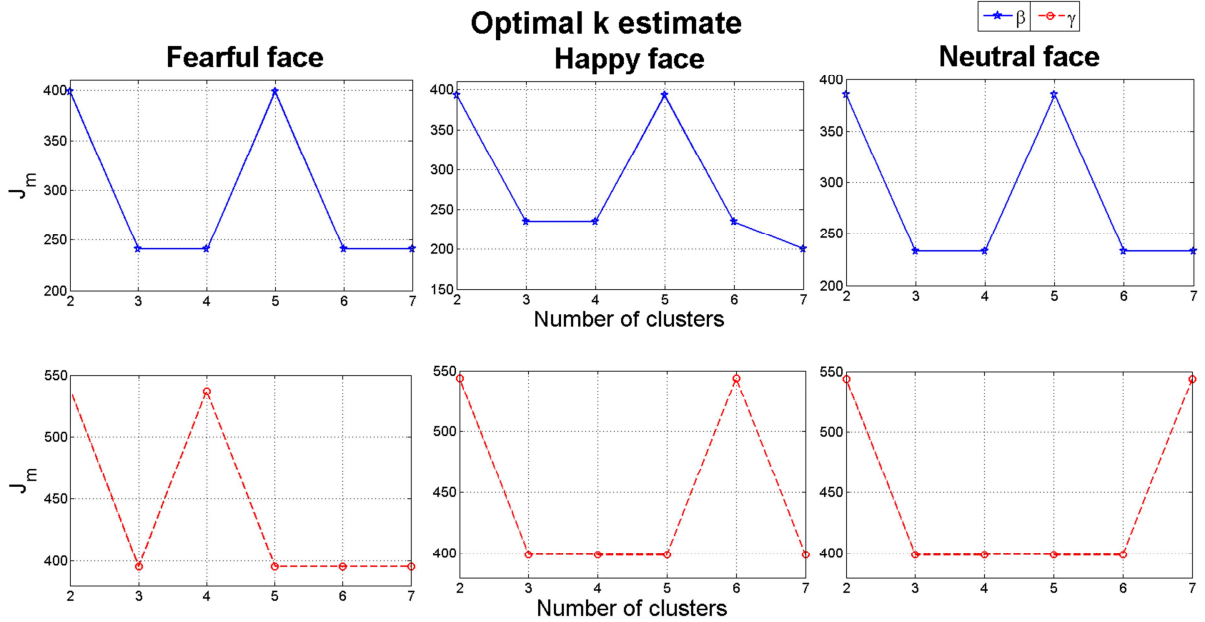 Optimal k estimate
β γ
Fearful face
Happy face
Neutral face
J_m
400
350
300
250
200
2 3 4 5 6 7
400
350
300
250
200
150
2 3 4 5 6 7
Number of clusters
400
350
300
250
200
2 3 4 5 6 7
J_m
550
500
450
400
2 3 4 5 6 7
550
500
450
400
2 3 4 5 6 7
Number of clusters
550
500
450
400
2 3 4 5 6 7